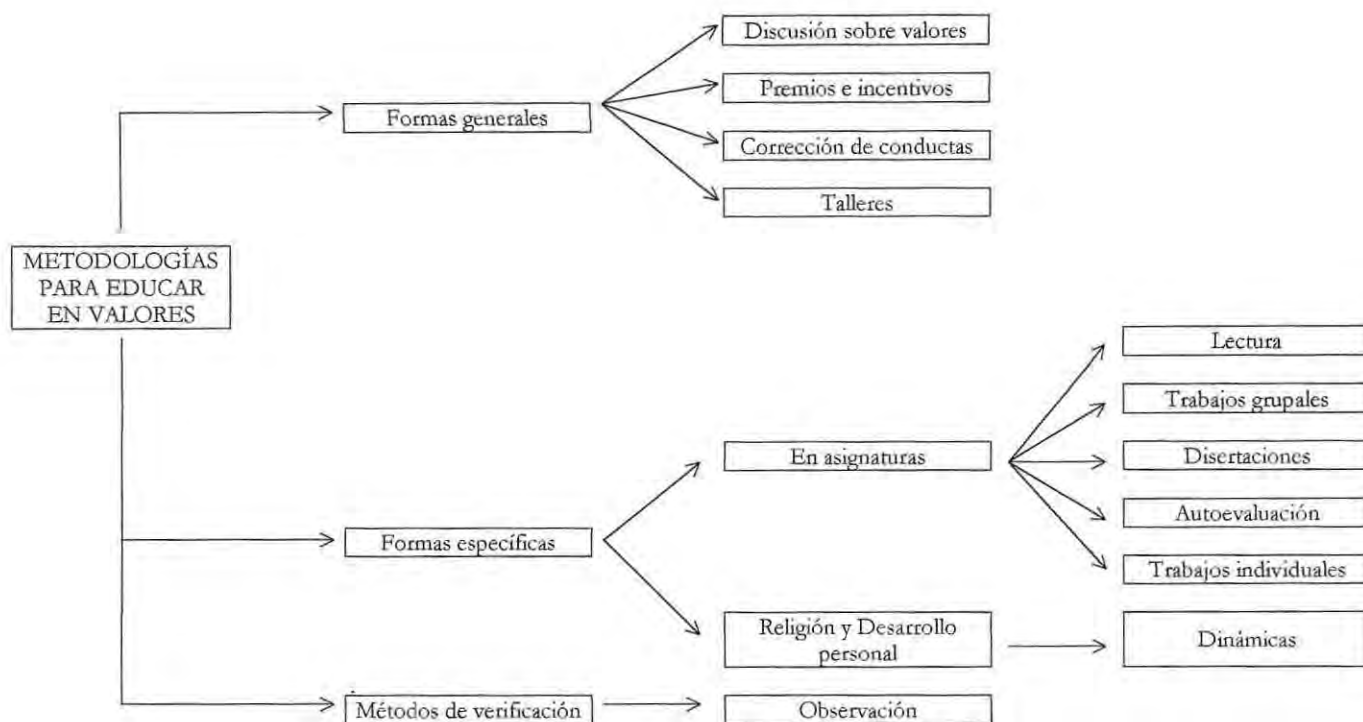 Discusión sobre valores
Premios e incentivos
Formas generales
Corrección de conductas
Talleres
METODOLOGÍAS
PARA EDUCAR
EN VALORES
Lectura
Trabajos grupales
En asignaturas
Disertaciones
Autoevaluación
Formas específicas
Trabajos individuales
Religión y Desarrollo
personal
Dinámicas
Métodos de verificación
Observación